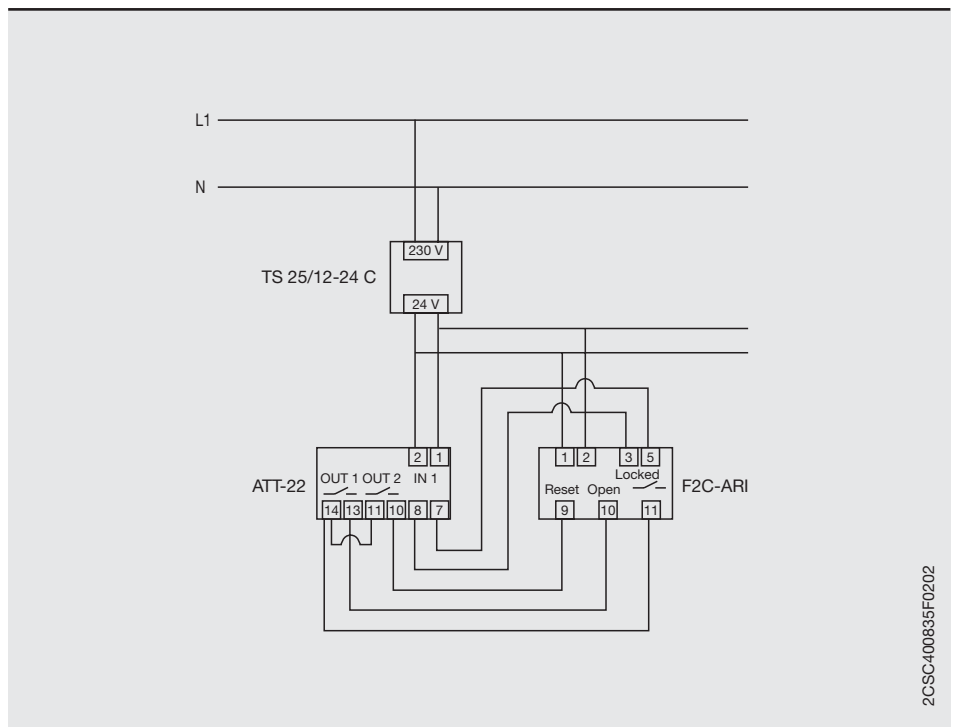 L1
N
230 V
TS 25/12-24 C
24 V
2 1
1 2 3 5
OUT 1 OUT 2 IN 1
Locked
ATT-22
Reset Open
F2C-ARI
14 13 11 10 8 7
9 10 11
2CSC400835F0202